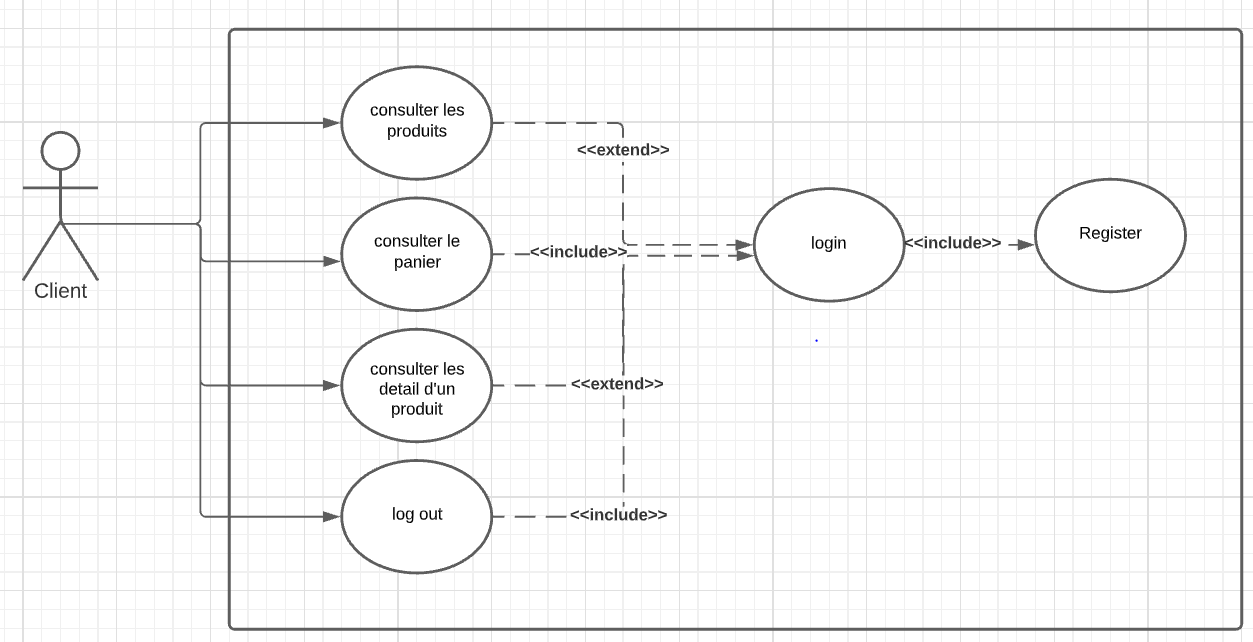 consulter les
produits
<<extend>>
consulter le
panier
<<include>>
login
<<include>>
Register
Client
consulter les
detail d'un
produit
<<extend>>
log out
<<include>>